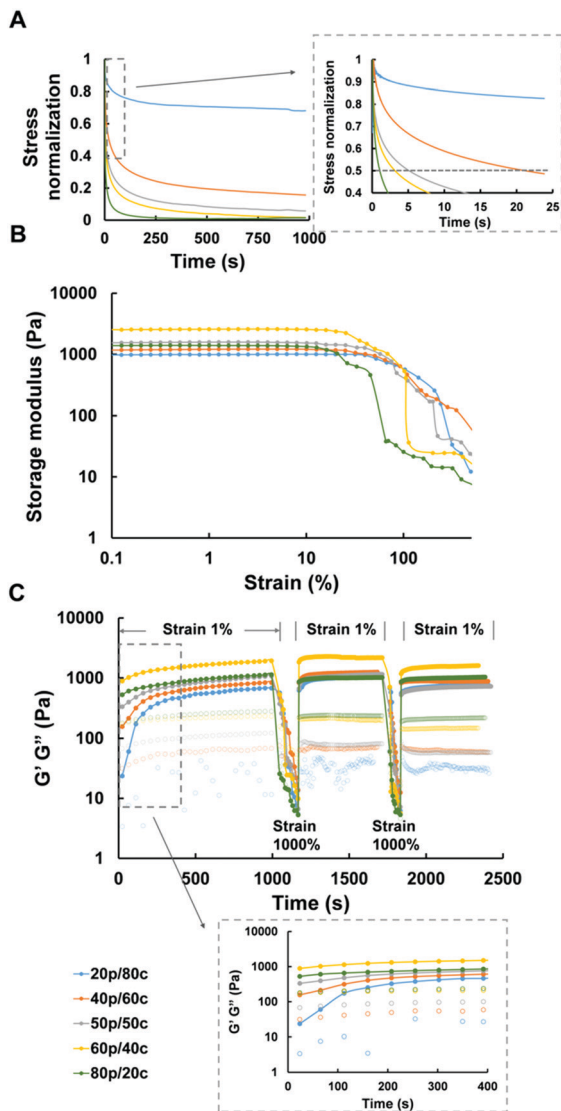 A
Stress normalization
1
0.8
0.6
0.4
0.2
0
0 250 500 750 1000
Time (s)
Stress normalization
1
0.9
0.8
0.7
0.6
0.5
0.4
0 5 10 15 20 25
Time (s)
B
Storage modulus (Pa)
10000
1000
100
10
1
0.1 1 10 100
Strain (%)
C
G' G" (Pa)
10000
1000
100
10
1
Strain 1%
Strain 1%
Strain 1%
Strain 1000%
Strain 1000%
0 500 1000 1500 2000 2500
Time (s)
20p/80c
40p/60c
50p/50c
60p/40c
80p/20c
G' G" (Pa)
10000
1000
100
10
1
0 100 200 300 400
Time (s)